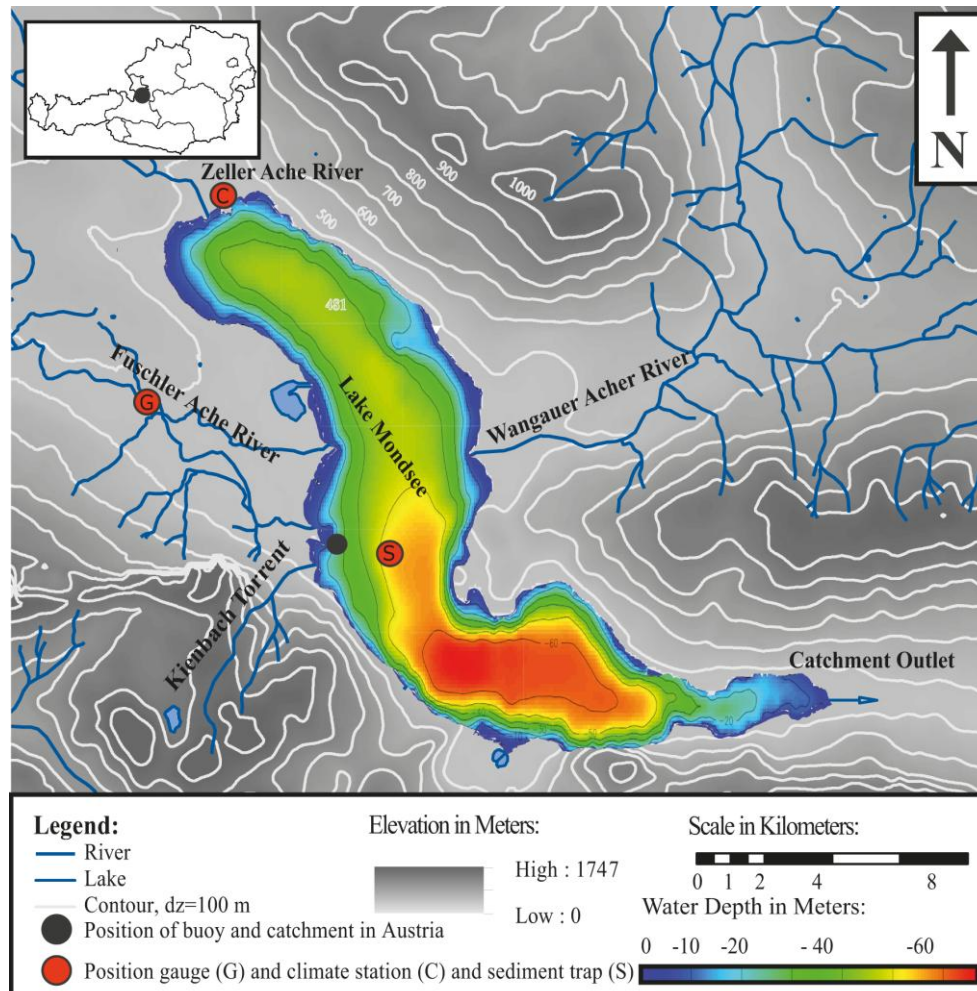 N
Zeller Ache River
C
1000
900
800
700
600
500
481
Fuschler Ache River
G
Lake Mondsee
Wangauer Acher River
S
Kienbach Torrent
-60
Catchment Outlet
-20
Legend:
River
Lake
Contour, dz=100 m
Position of buoy and catchment in Austria
Position gauge (G) and climate station (C) and sediment trap (S)
Elevation in Meters:
High : 1747
Low : 0
Scale in Kilometers:
0 1 2 4 8
Water Depth in Meters:
0 -10 -20 - 40 -60